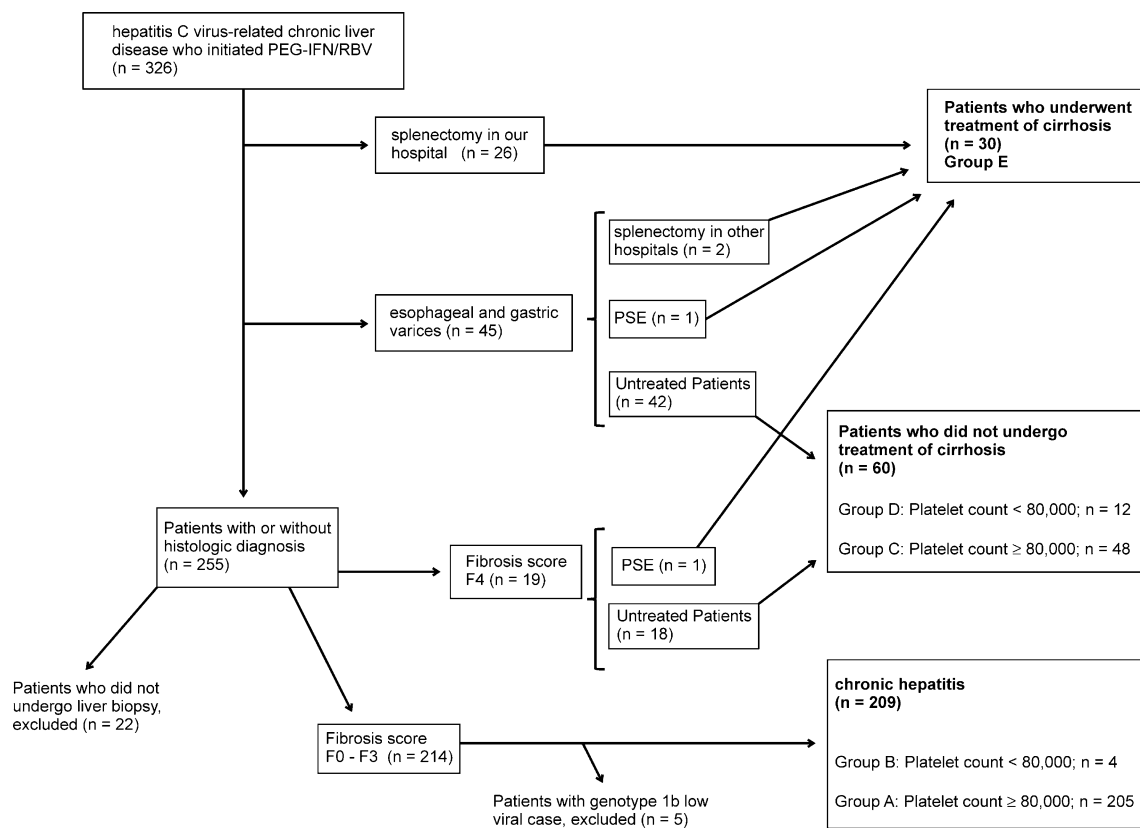 hepatitis C virus-related chronic liver
disease who initiated PEG-IFN/RBV
(n = 326)
splenectomy in our
hospital (n = 26)
Patients who underwent
treatment of cirrhosis
(n = 30)
Group E
splenectomy in other
hospitals (n = 2)
esophageal and gastric
varices (n = 45)
PSE (n = 1)
Untreated Patients
(n = 42)
Patients who did not undergo
treatment of cirrhosis
(n = 60)
Group D: Platelet count < 80,000; n = 12
Group C: Platelet count ≥ 80,000; n = 48
Patients with or without
histologic diagnosis
(n = 255)
Fibrosis score
F4 (n = 19)
PSE (n = 1)
Untreated Patients
(n = 18)
Patients who did not
undergo liver biopsy,
excluded (n = 22)
Fibrosis score
F0 - F3 (n = 214)
Patients with genotype 1b low
viral case, excluded (n = 5)
chronic hepatitis
(n = 209)
Group B: Platelet count < 80,000; n = 4
Group A: Platelet count ≥ 80,000; n = 205